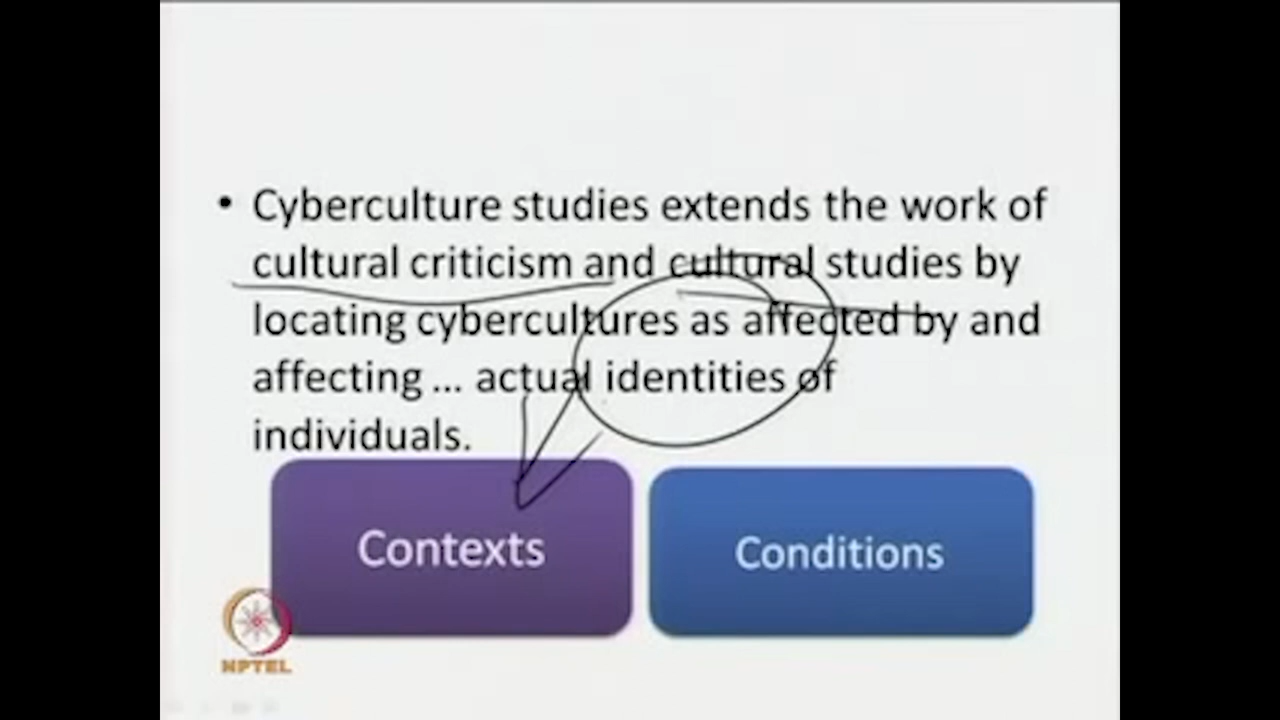 • Cyberculture studies extends the work of
cultural criticism and cultural studies by
locating cybercultures as affected by and
affecting ... actual identities of
individuals.
Contexts
Conditions
NPTEL